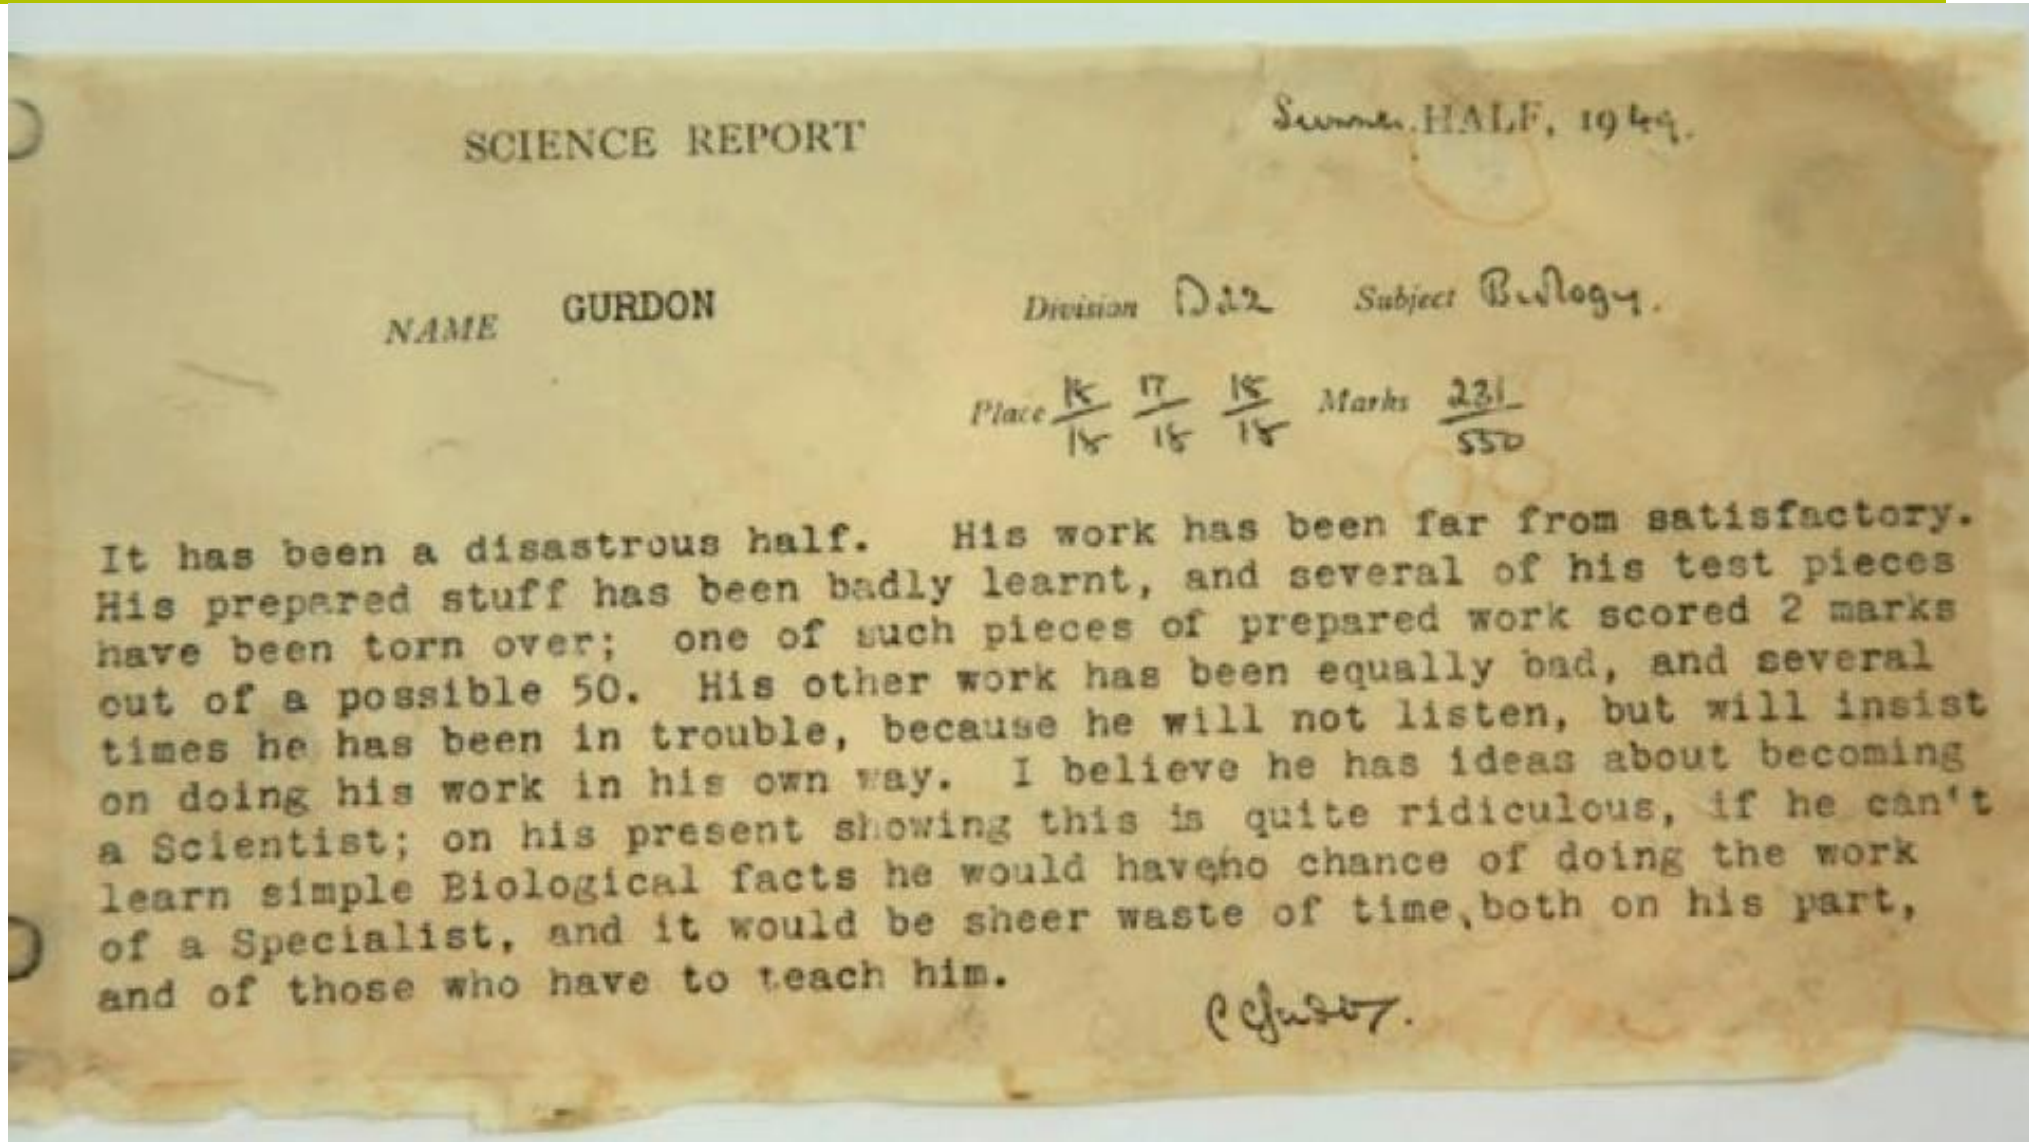 SCIENCE REPORT
Summer HALF, 1949.
NAME GURDON
Division D22 Subject Biology.
Place 18/18 17/18 18/18 Marks 231/550
It has been a disastrous half. His work has been far from satisfactory.
His prepared stuff has been badly learnt, and several of his test pieces
have been torn over; one of such pieces of prepared work scored 2 marks
out of a possible 50. His other work has been equally bad, and several
times he has been in trouble, because he will not listen, but will insist
on doing his work in his own way. I believe he has ideas about becoming
a Scientist; on his present showing this is quite ridiculous, if he can't
learn simple Biological facts he would have no chance of doing the work
of a Specialist, and it would be sheer waste of time, both on his part,
and of those who have to teach him.